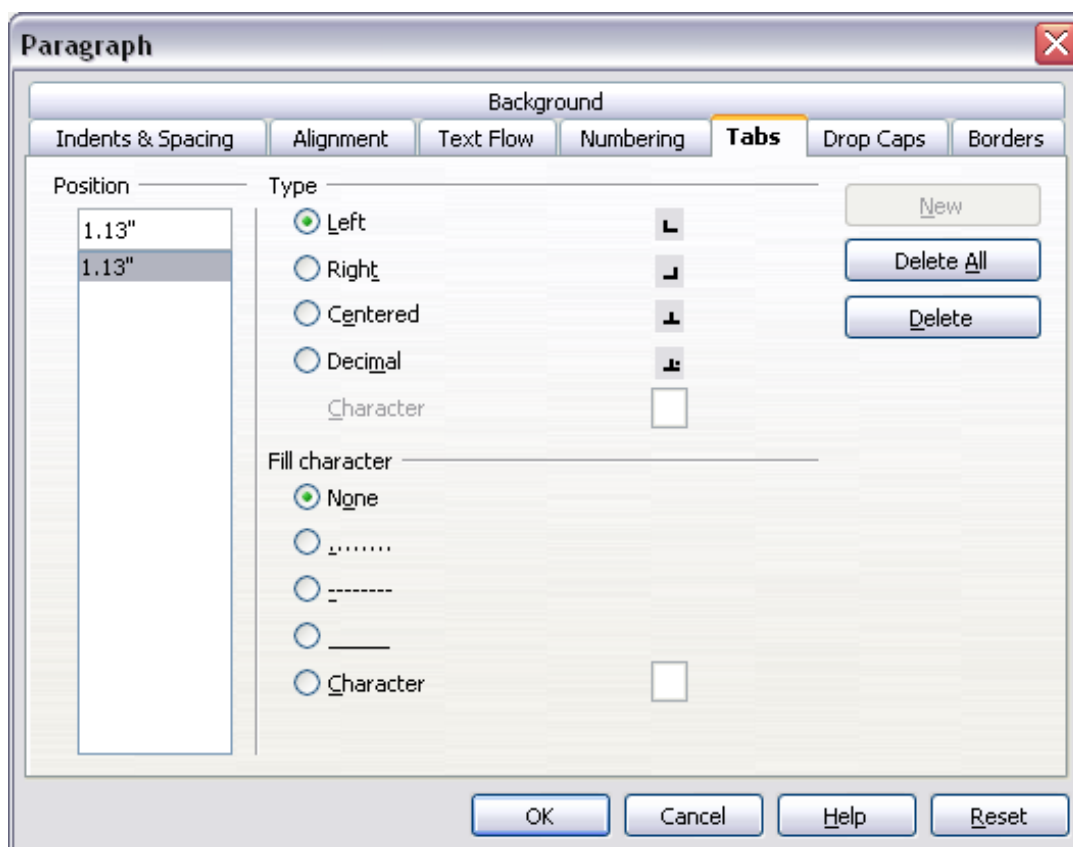 Paragraph
Background
Indents & Spacing Alignment Text Flow Numbering Tabs Drop Caps Borders
Position Type
1.13"
1.13"
Left
Right
Centered
Decimal
Character
New
Delete All
Delete
Fill character
None
.........
---------
______
Character
OK Cancel Help Reset